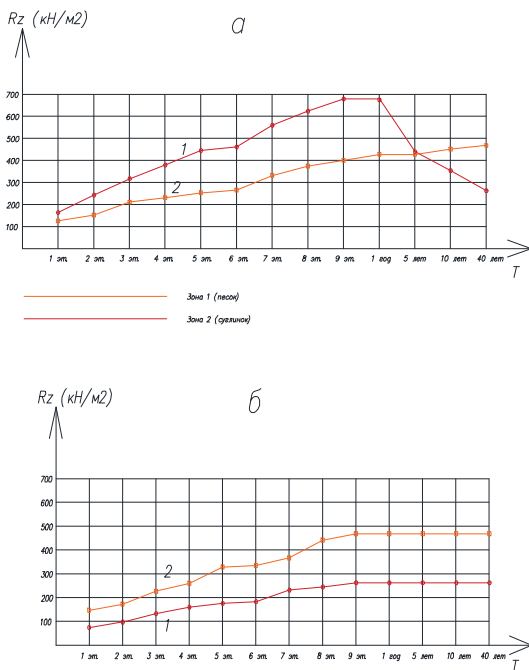 Rz (кН/м2)
а
700
600
500
400
300
200
100
1
2
1 эт. 2 эт. 3 эт. 4 эт. 5 эт. 6 эт. 7 эт. 8 эт. 9 эт. 1 год 5 лет 10 лет 40 лет
T
Зона 1 (песок)
Зона 2 (суглинок)
Rz (кН/м2)
б
700
600
500
400
300
200
100
2
1
1 эт. 2 эт. 3 эт. 4 эт. 5 эт. 6 эт. 7 эт. 8 эт. 9 эт. 1 год 5 лет 10 лет 40 лет
T